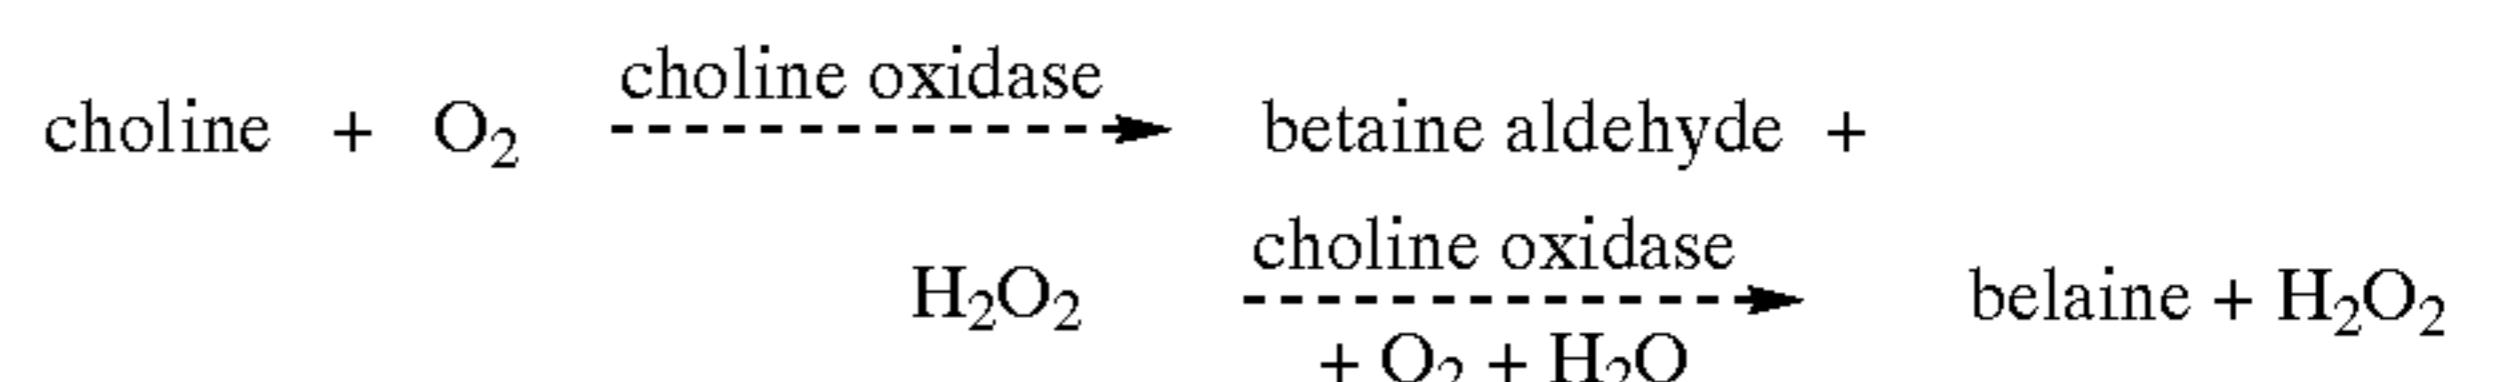 choline oxidase
choline + O₂ betaine aldehyde +
choline oxidase
H₂O₂ belaine + H₂O₂
+ O₂ + H₂O